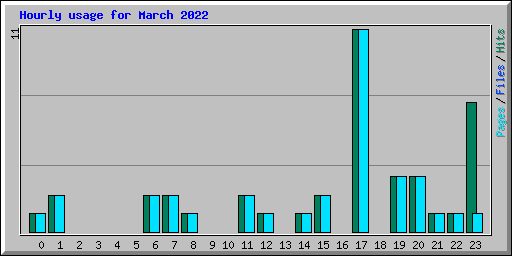 Hourly usage for March 2022
11
Pages/Files/Hits
0 1 2 3 4 5 6 7 8 9 10 11 12 13 14 15 16 17 18 19 20 21 22 23